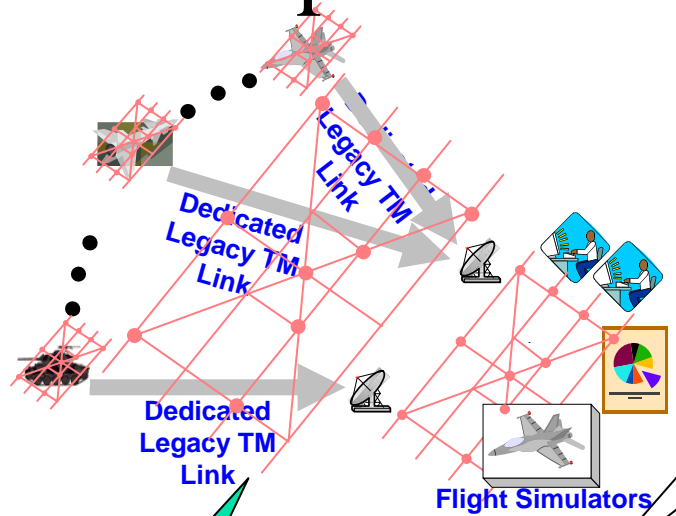 Legacy TM
Link
Dedicated
Legacy TM
Link
Dedicated
Legacy TM
Link
Flight Simulators